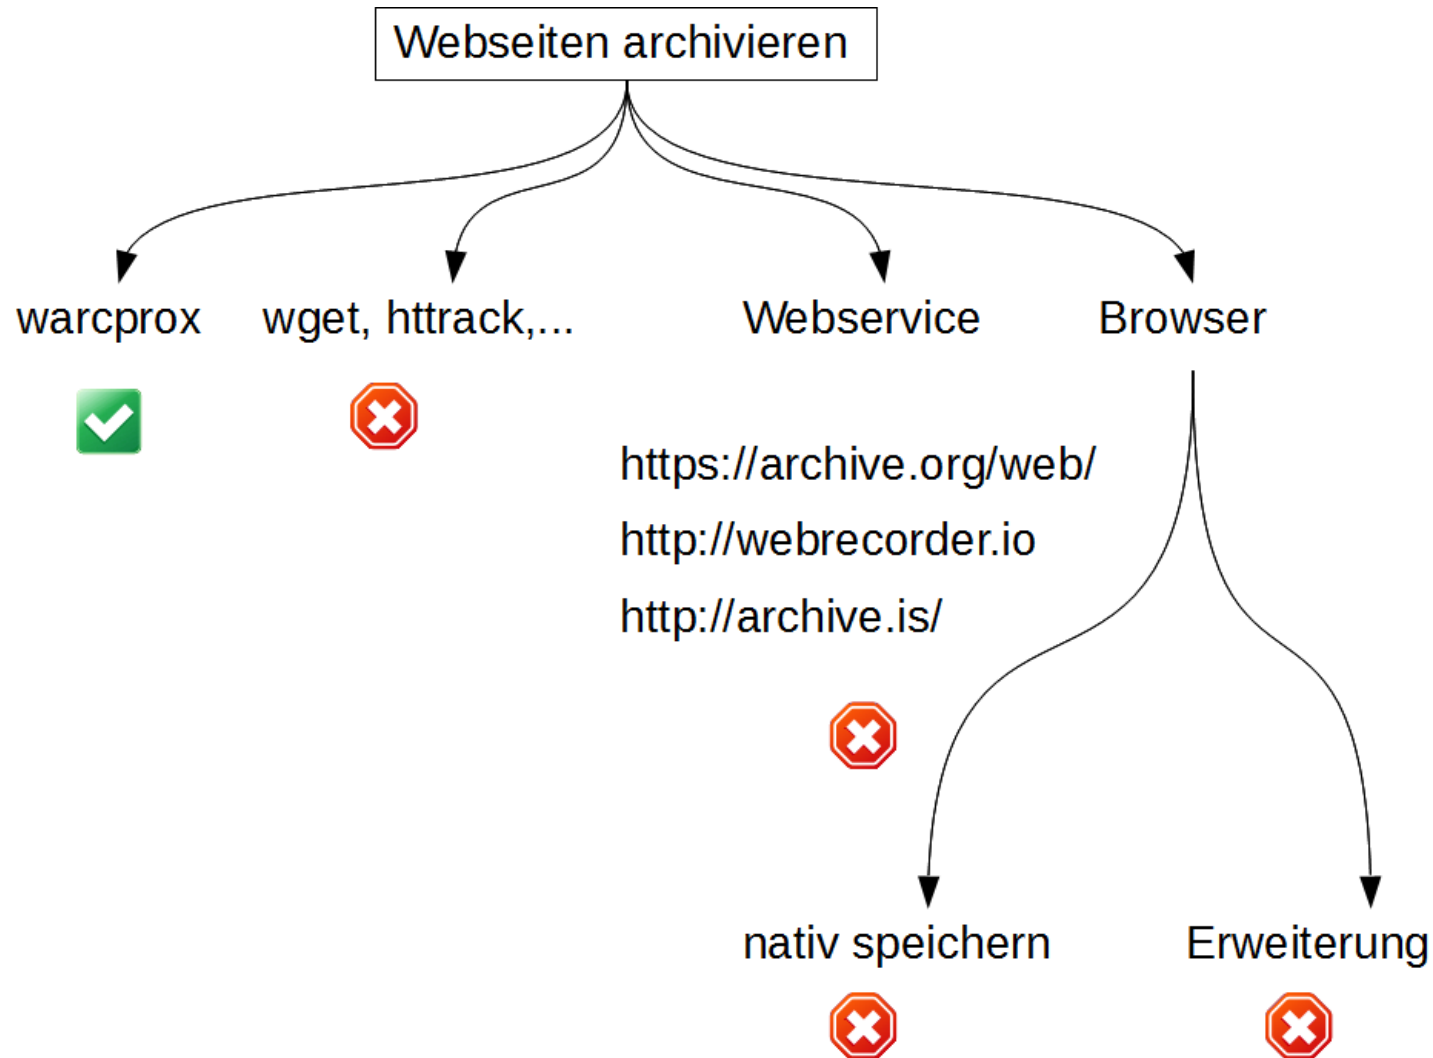 Webseiten archivieren
warcprox
wget, httrack,...
Webservice
Browser
https://archive.org/web/
http://webrecorder.io
http://archive.is/
nativ speichern
Erweiterung